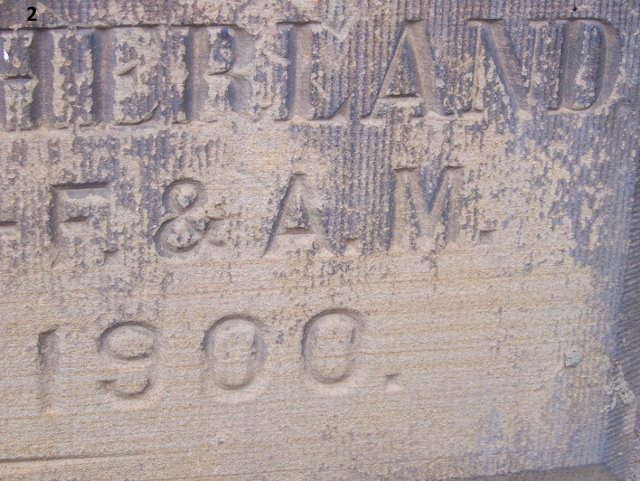 2
HERLAND
-F. & A.M.
1900.